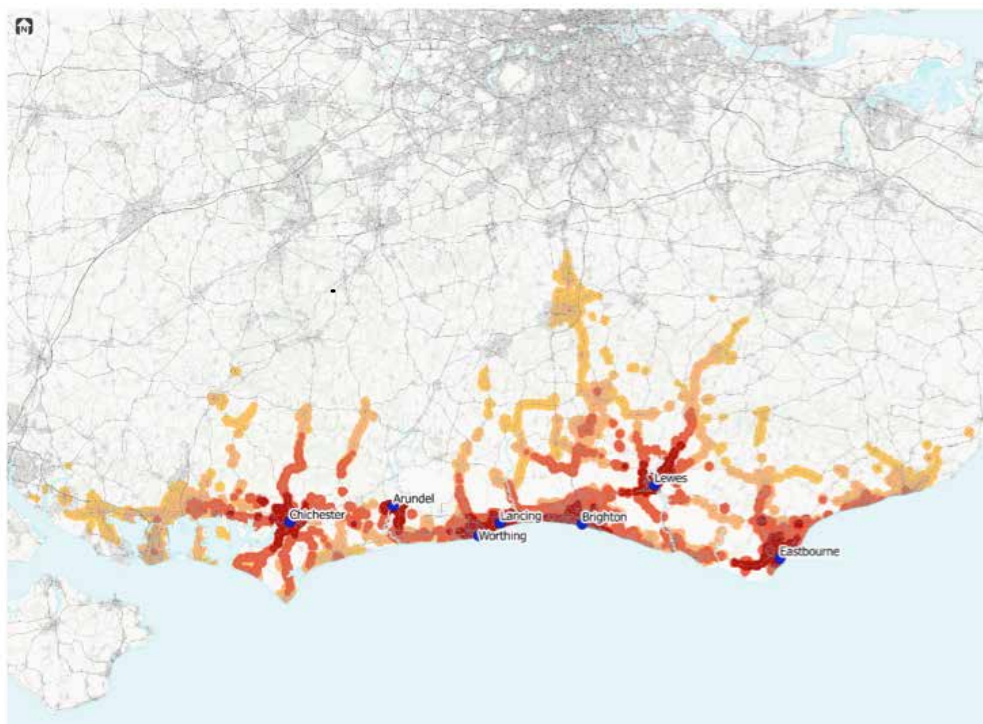 N
Arundel
Lewes
Chichester
Lancing
Brighton
Worthing
Eastbourne